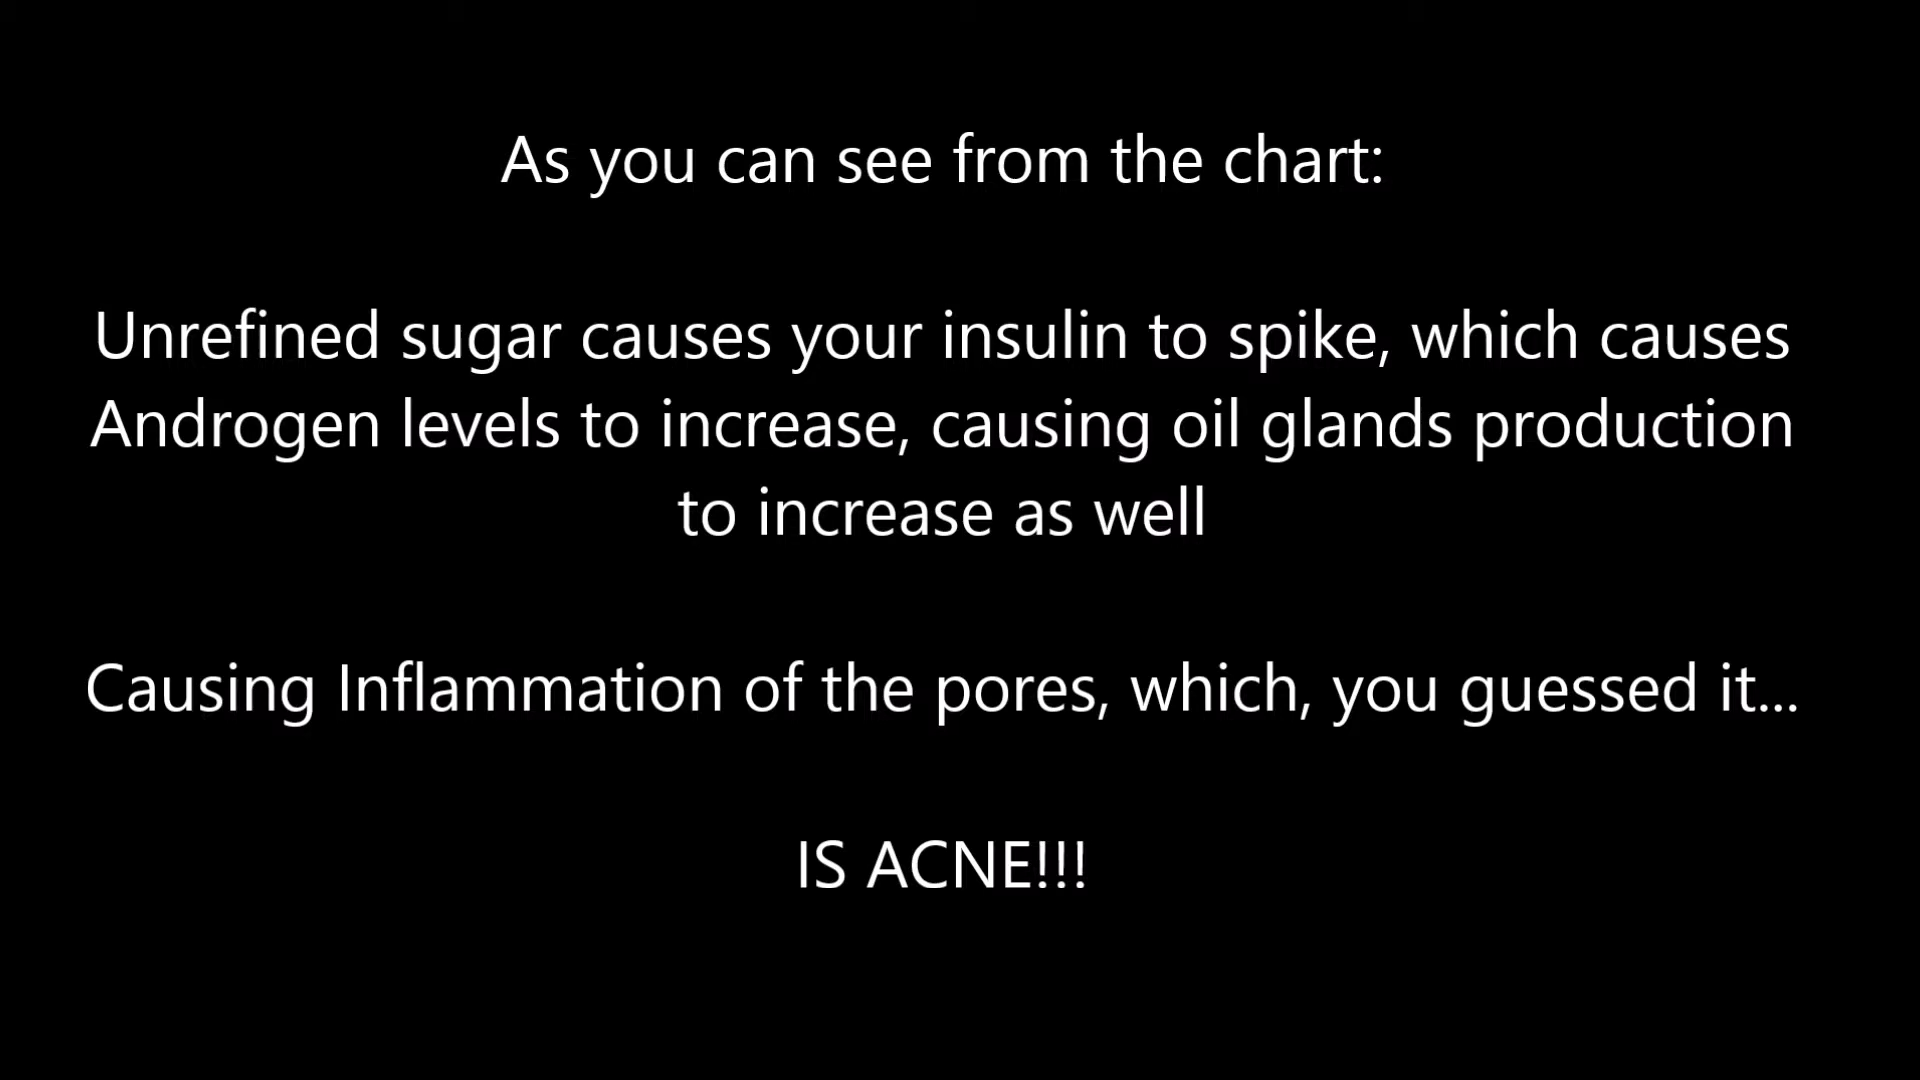 As you can see from the chart:
Unrefined sugar causes your insulin to spike, which causes
Androgen levels to increase, causing oil glands production
to increase as well
Causing Inflammation of the pores, which, you guessed it...
IS ACNE!!!